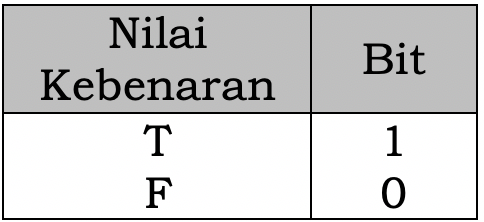 Nilai
Kebenaran Bit
T 1
F 0